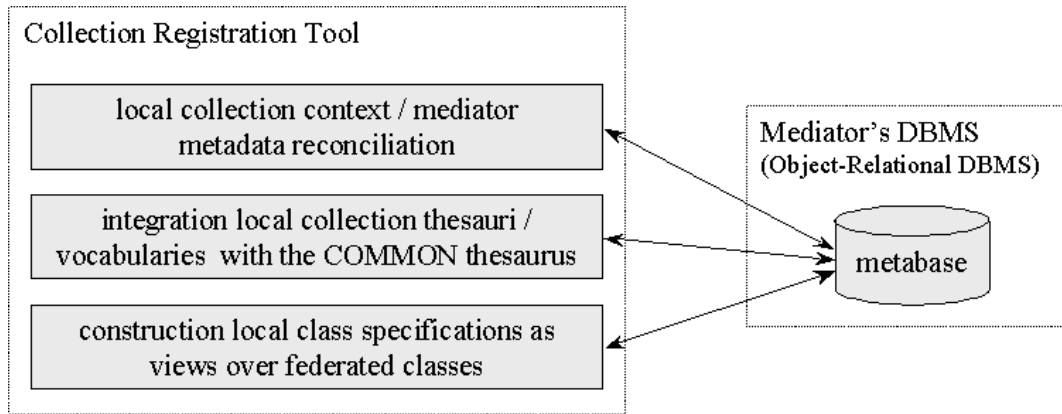 Collection Registration Tool
local collection context / mediator
metadata reconciliation
integration local collection thesauri /
vocabularies with the COMMON thesaurus
construction local class specifications as
views over federated classes
Mediator's DBMS
(Object-Relational DBMS)
metabase